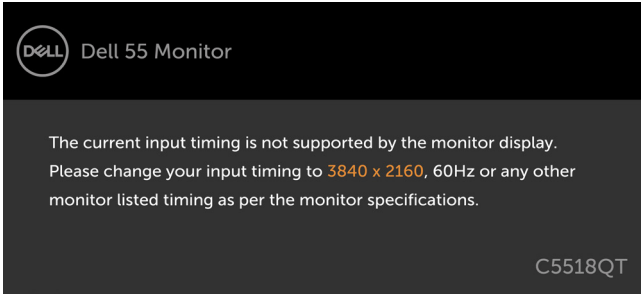 DELL
Dell 55 Monitor
The current input timing is not supported by the monitor display.
Please change your input timing to 3840 x 2160, 60Hz or any other
monitor listed timing as per the monitor specifications.
C5518QT